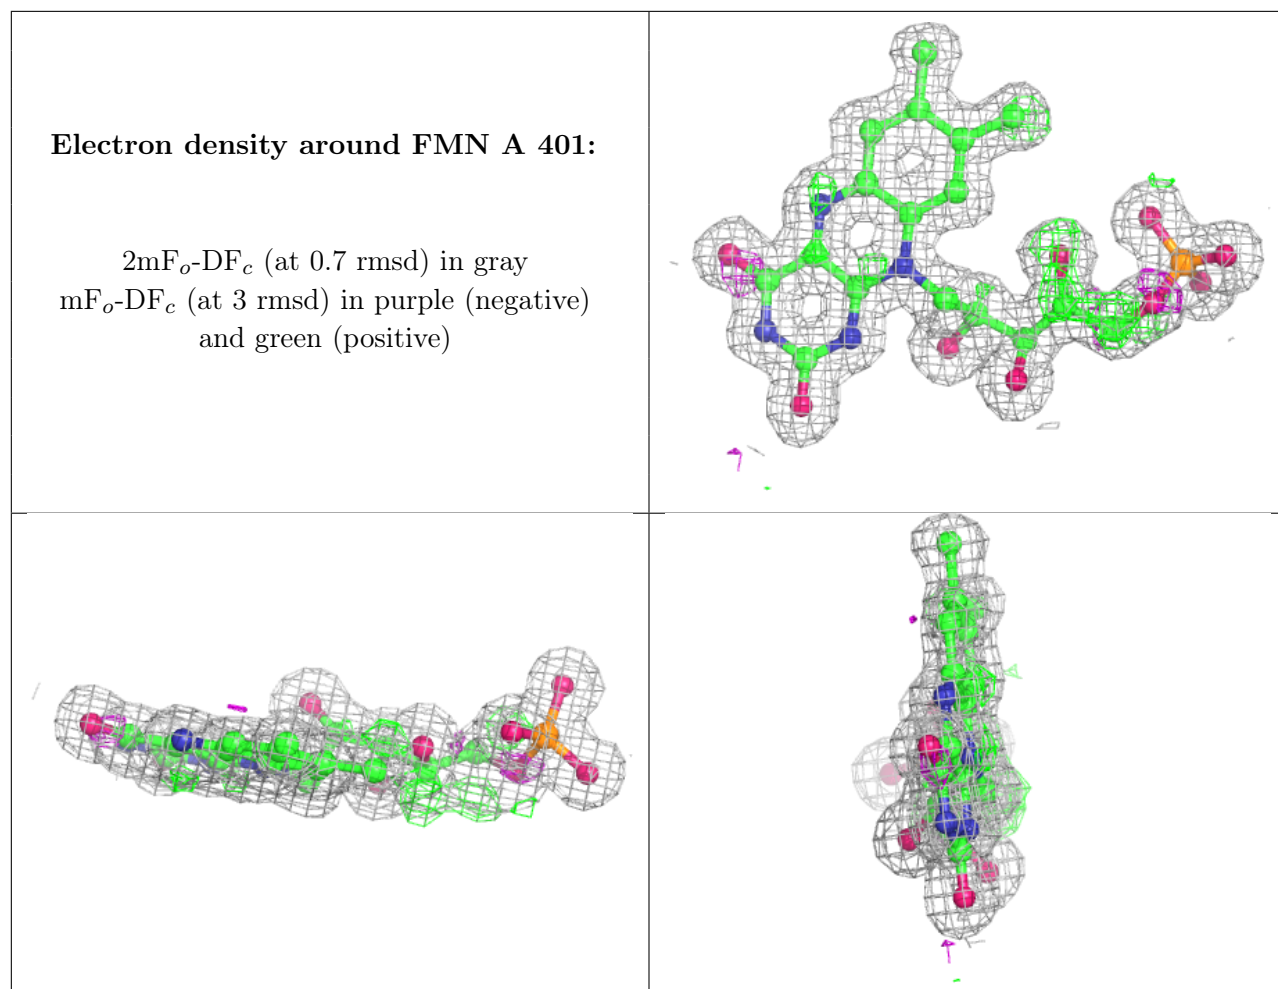 Electron density around FMN A 401:
2mFo-DFc (at 0.7 rmsd) in gray
mFo-DFc (at 3 rmsd) in purple (negative)
and green (positive)